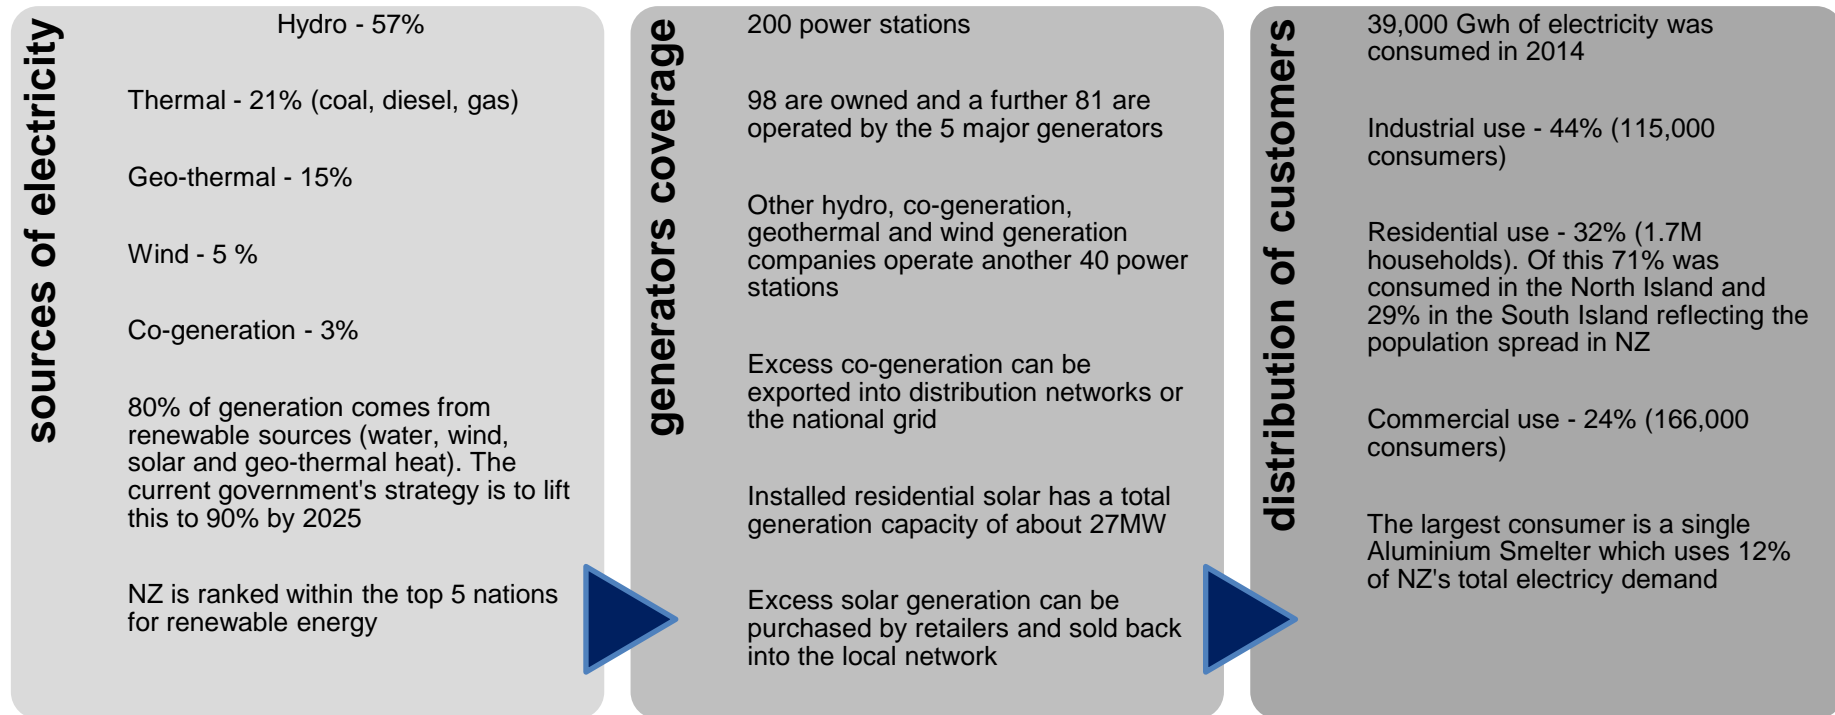 sources of electricity
Hydro - 57%
Thermal - 21% (coal, diesel, gas)
Geo-thermal - 15%
Wind - 5 %
Co-generation - 3%
80% of generation comes from
renewable sources (water, wind,
solar and geo-thermal heat). The
current government's strategy is to lift
this to 90% by 2025
NZ is ranked within the top 5 nations
for renewable energy
generators coverage
200 power stations
98 are owned and a further 81 are
operated by the 5 major generators
Other hydro, co-generation,
geothermal and wind generation
companies operate another 40 power
stations
Excess co-generation can be
exported into distribution networks or
the national grid
Installed residential solar has a total
generation capacity of about 27MW
Excess solar generation can be
purchased by retailers and sold back
into the local network
distribution of customers
39,000 Gwh of electricity was
consumed in 2014
Industrial use - 44% (115,000
consumers)
Residential use - 32% (1.7M
households). Of this 71% was
consumed in the North Island and
29% in the South Island reflecting the
population spread in NZ
Commercial use - 24% (166,000
consumers)
The largest consumer is a single
Aluminium Smelter which uses 12%
of NZ's total electricy demand